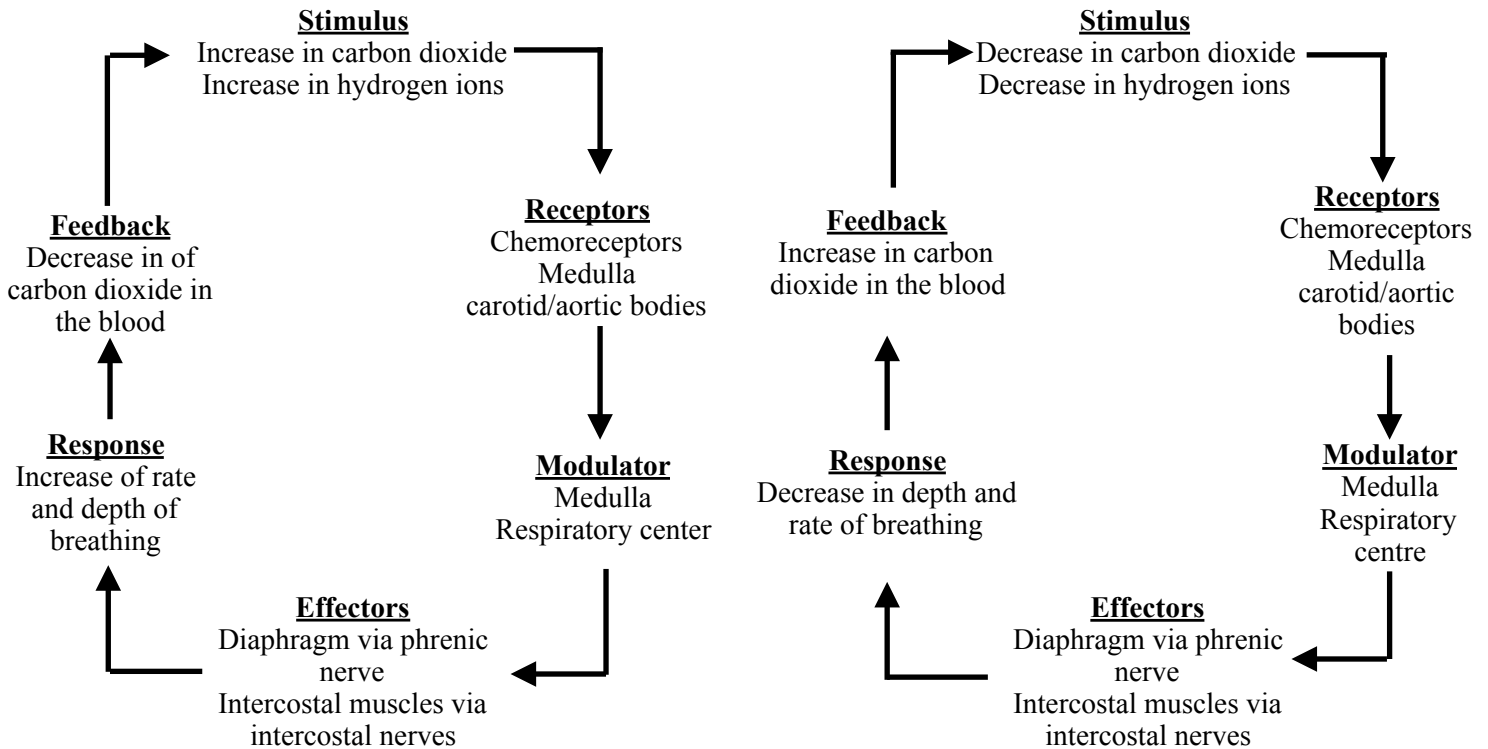 Stimulus
Increase in carbon dioxide
Increase in hydrogen ions
Receptors
Chemoreceptors
Medulla
carotid/aortic bodies
Modulator
Medulla
Respiratory center
Effectors
Diaphragm via phrenic
nerve
Intercostal muscles via
intercostal nerves
Response
Increase of rate
and depth of
breathing
Feedback
Decrease in of
carbon dioxide in
the blood
Stimulus
Decrease in carbon dioxide
Decrease in hydrogen ions
Receptors
Chemoreceptors
Medulla
carotid/aortic
bodies
Modulator
Medulla
Respiratory
centre
Effectors
Diaphragm via phrenic
nerve
Intercostal muscles via
intercostal nerves
Response
Decrease in depth and
rate of breathing
Feedback
Increase in carbon
dioxide in the blood